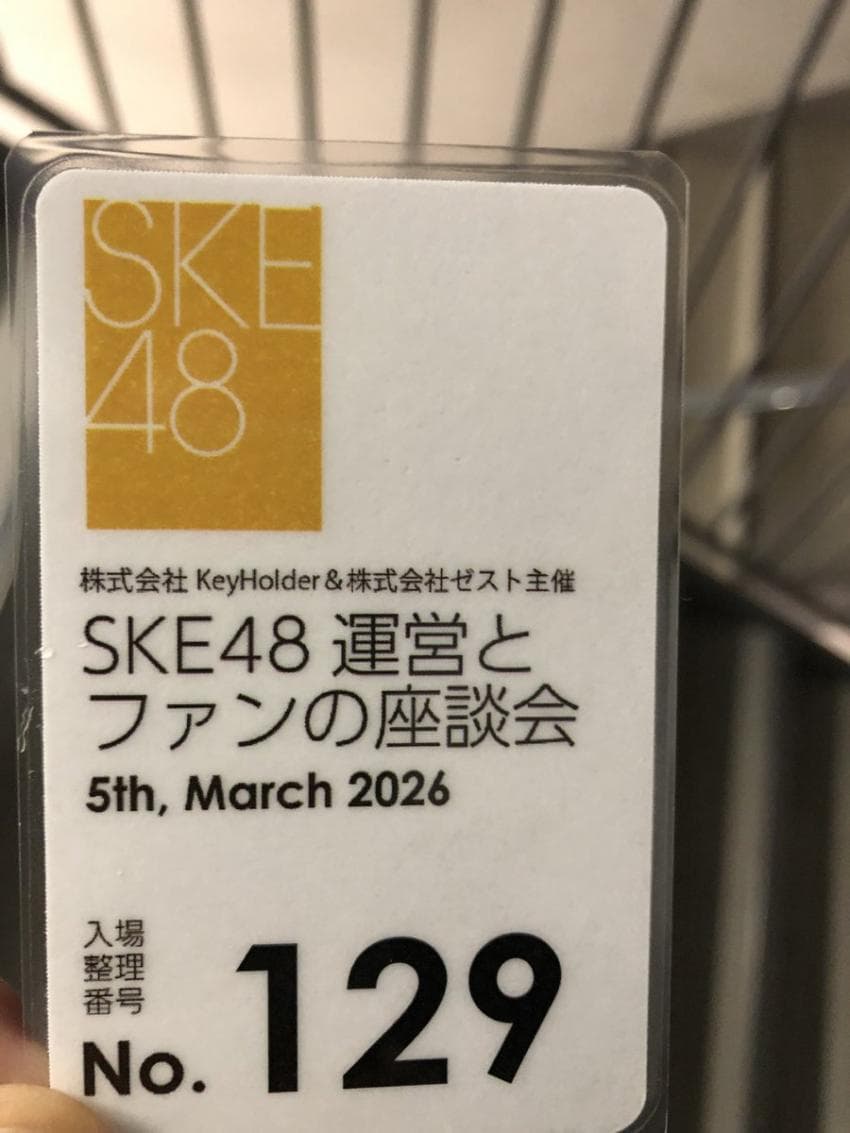 SKE
48
株式会社 KeyHolder＆株式会社ゼスト主催
SKE48 運営と
ファンの座談会
5th, March 2026
入場
整理
番号
No. 129